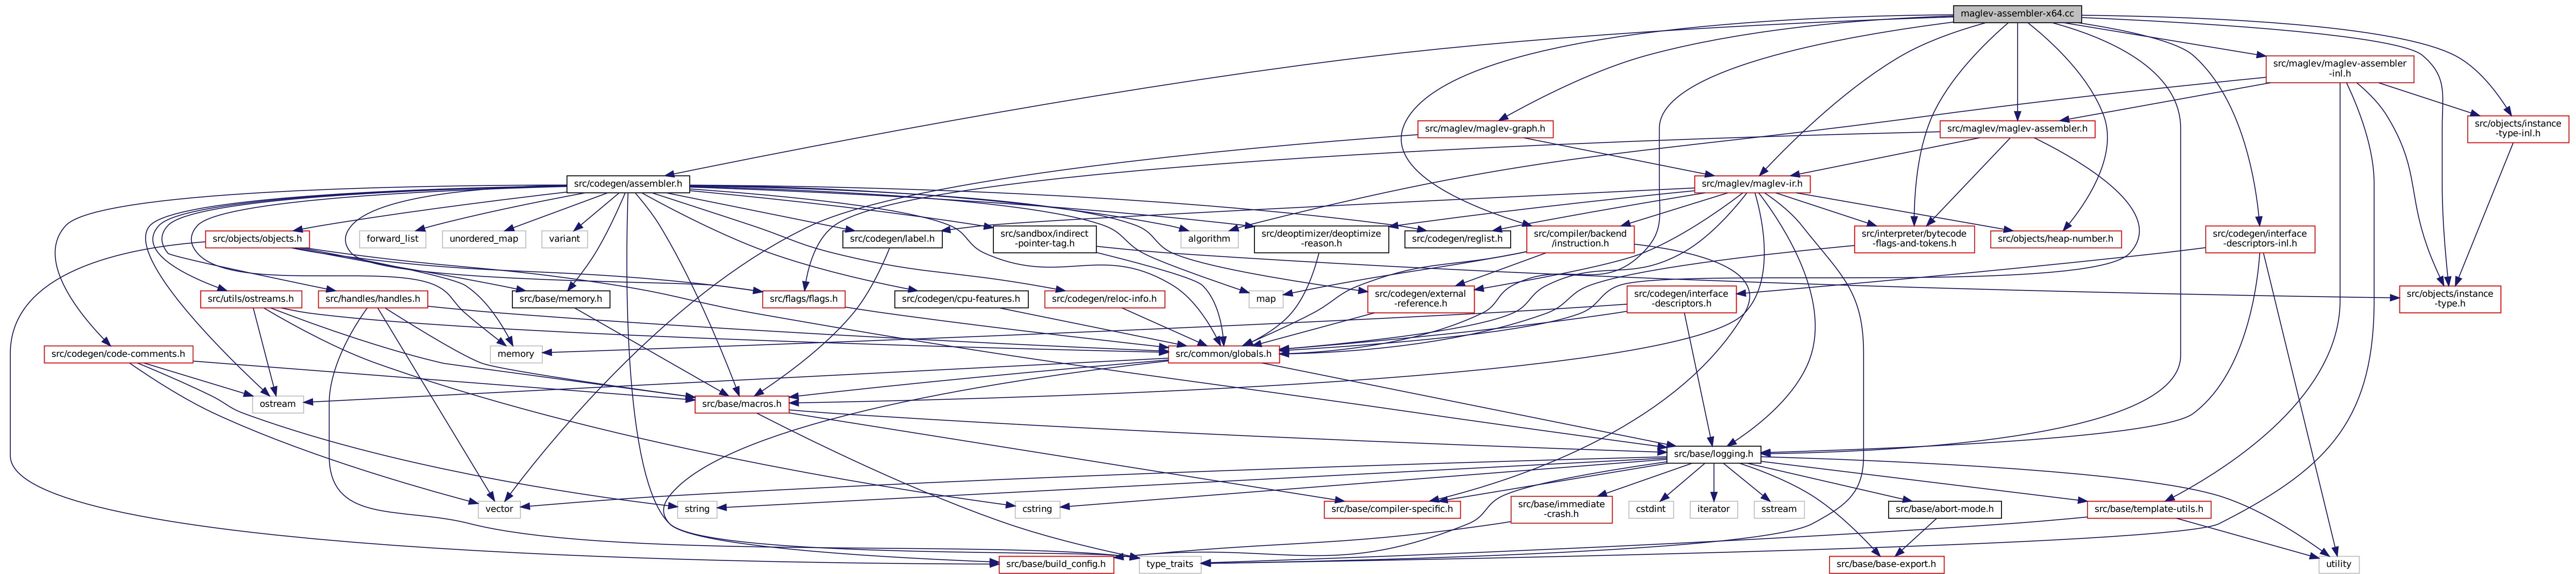 maglev-assembler-x64.cc
src/maglev/maglev-assembler
-inl.h
src/maglev/maglev-graph.h
src/maglev/maglev-assembler.h
src/objects/instance
-type-inl.h
src/codegen/assembler.h
src/maglev/maglev-ir.h
src/objects/objects.h
forward_list
unordered_map
variant
src/codegen/label.h
src/sandbox/indirect
-pointer-tag.h
algorithm
src/deoptimizer/deoptimize
-reason.h
src/codegen/reglist.h
src/compiler/backend
/instruction.h
src/interpreter/bytecode
-flags-and-tokens.h
src/objects/heap-number.h
src/codegen/interface
-descriptors-inl.h
src/utils/ostreams.h
src/handles/handles.h
src/base/memory.h
src/flags/flags.h
src/codegen/cpu-features.h
src/codegen/reloc-info.h
map
src/codegen/external
-reference.h
src/codegen/interface
-descriptors.h
src/objects/instance
-type.h
src/codegen/code-comments.h
memory
src/common/globals.h
ostream
src/base/macros.h
src/base/logging.h
vector
string
cstring
src/base/compiler-specific.h
src/base/immediate
-crash.h
cstdint
iterator
sstream
src/base/abort-mode.h
src/base/template-utils.h
src/base/build_config.h
type_traits
src/base/base-export.h
utility